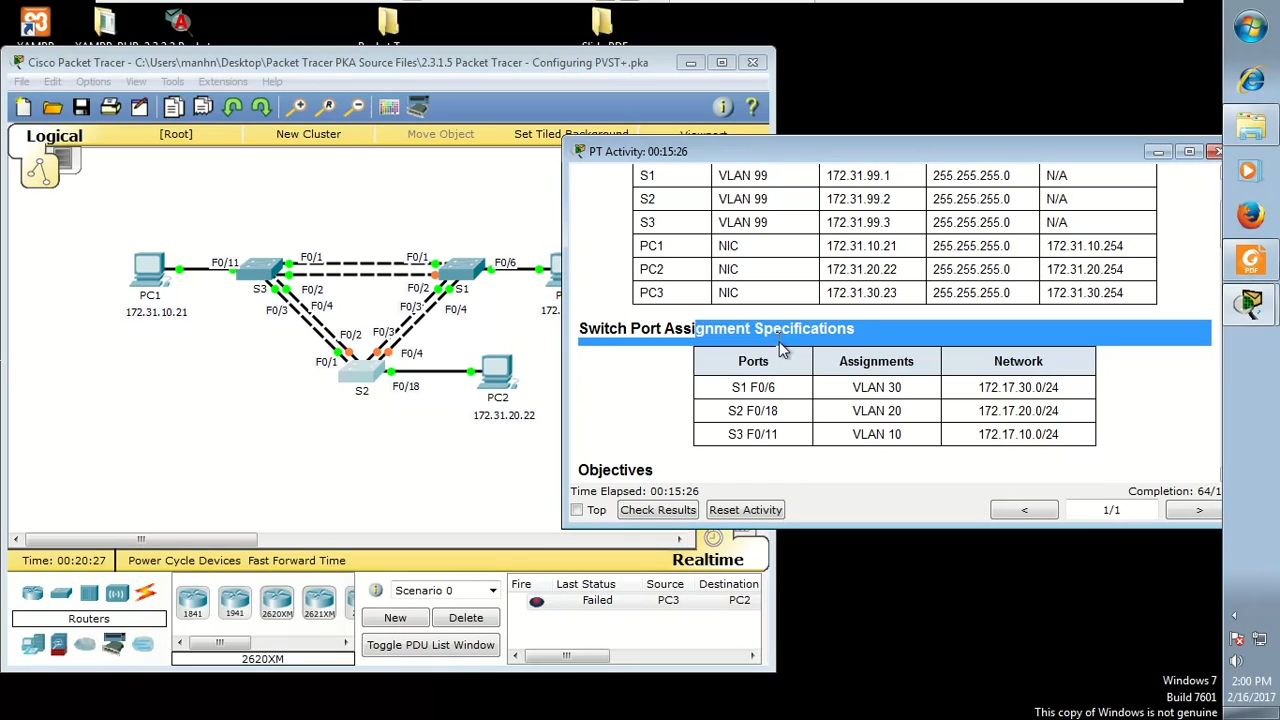 Cisco Packet Tracer - C:\Users\manhn\Desktop\Packet Tracer PKA Source Files\2.3.1.5 Packet Tracer - Configuring PVST+.pka
File Edit Options View Tools Extensions Help
Logical [Root] New Cluster Move Object Set Tiled Background Viewport
PT Activity: 00:15:26
S1 VLAN 99 172.31.99.1 255.255.255.0 N/A
S2 VLAN 99 172.31.99.2 255.255.255.0 N/A
S3 VLAN 99 172.31.99.3 255.255.255.0 N/A
PC1 NIC 172.31.10.21 255.255.255.0 172.31.10.254
PC2 NIC 172.31.20.22 255.255.255.0 172.31.20.254
PC3 NIC 172.31.30.23 255.255.255.0 172.31.30.254
Switch Port Assignment Specifications
Ports Assignments Network
S1 F0/6 VLAN 30 172.17.30.0/24
S2 F0/18 VLAN 20 172.17.20.0/24
S3 F0/11 VLAN 10 172.17.10.0/24
Objectives
Time Elapsed: 00:15:26 Completion: 64/1
Top Check Results Reset Activity < 1/1 >
F0/11 F0/1 F0/1 F0/6
PC1 S3 F0/2 F0/2 S1
172.31.10.21
F0/4 F0/3
F0/3 F0/4
F0/2 F0/3
F0/1 F0/4
S2 F0/18
PC2
172.31.20.22
Time: 00:20:27 Power Cycle Devices Fast Forward Time Realtime
Routers
1841 1941 2620XM 2621XM
2620XM
Scenario 0
New Delete
Toggle PDU List Window
Fire Last Status Source Destination
Failed PC3 PC2
PDF
2:00 PM
2/16/2017
Windows 7
Build 7601
This copy of Windows is not genuine